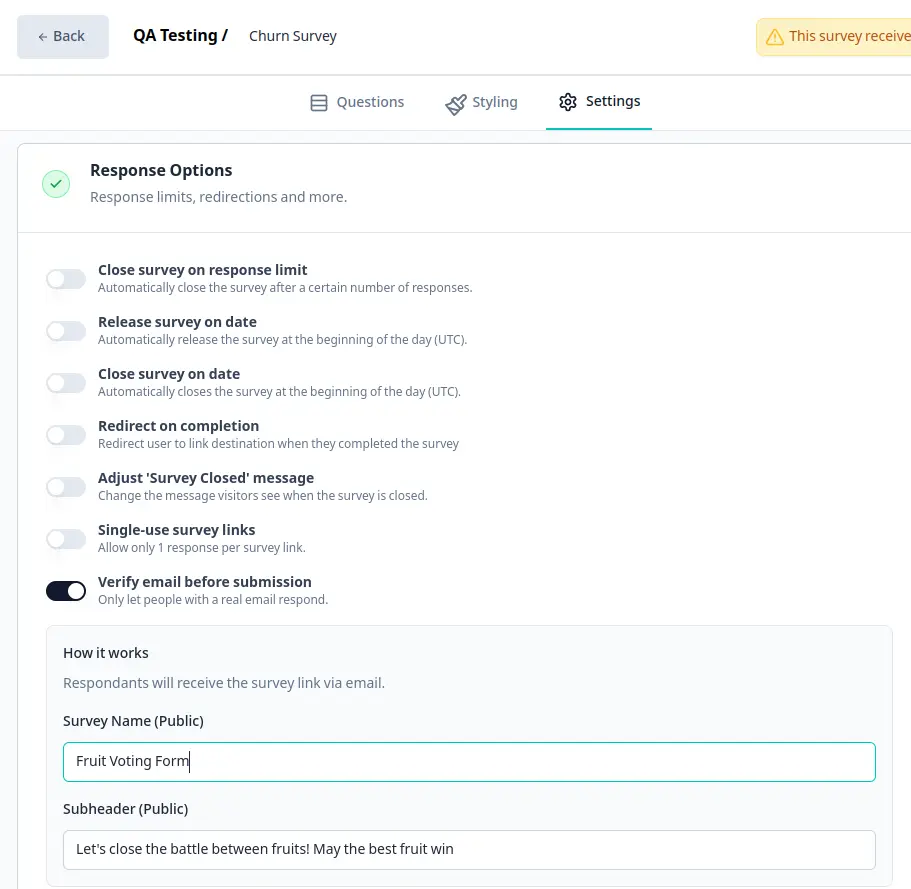 ← Back
QA Testing / Churn Survey
This survey receive
Questions
Styling
Settings
Response Options
Response limits, redirections and more.
Close survey on response limit
Automatically close the survey after a certain number of responses.
Release survey on date
Automatically release the survey at the beginning of the day (UTC).
Close survey on date
Automatically closes the survey at the beginning of the day (UTC).
Redirect on completion
Redirect user to link destination when they completed the survey
Adjust 'Survey Closed' message
Change the message visitors see when the survey is closed.
Single-use survey links
Allow only 1 response per survey link.
Verify email before submission
Only let people with a real email respond.
How it works
Respondants will receive the survey link via email.
Survey Name (Public)
Fruit Voting Form
Subheader (Public)
Let's close the battle between fruits! May the best fruit win